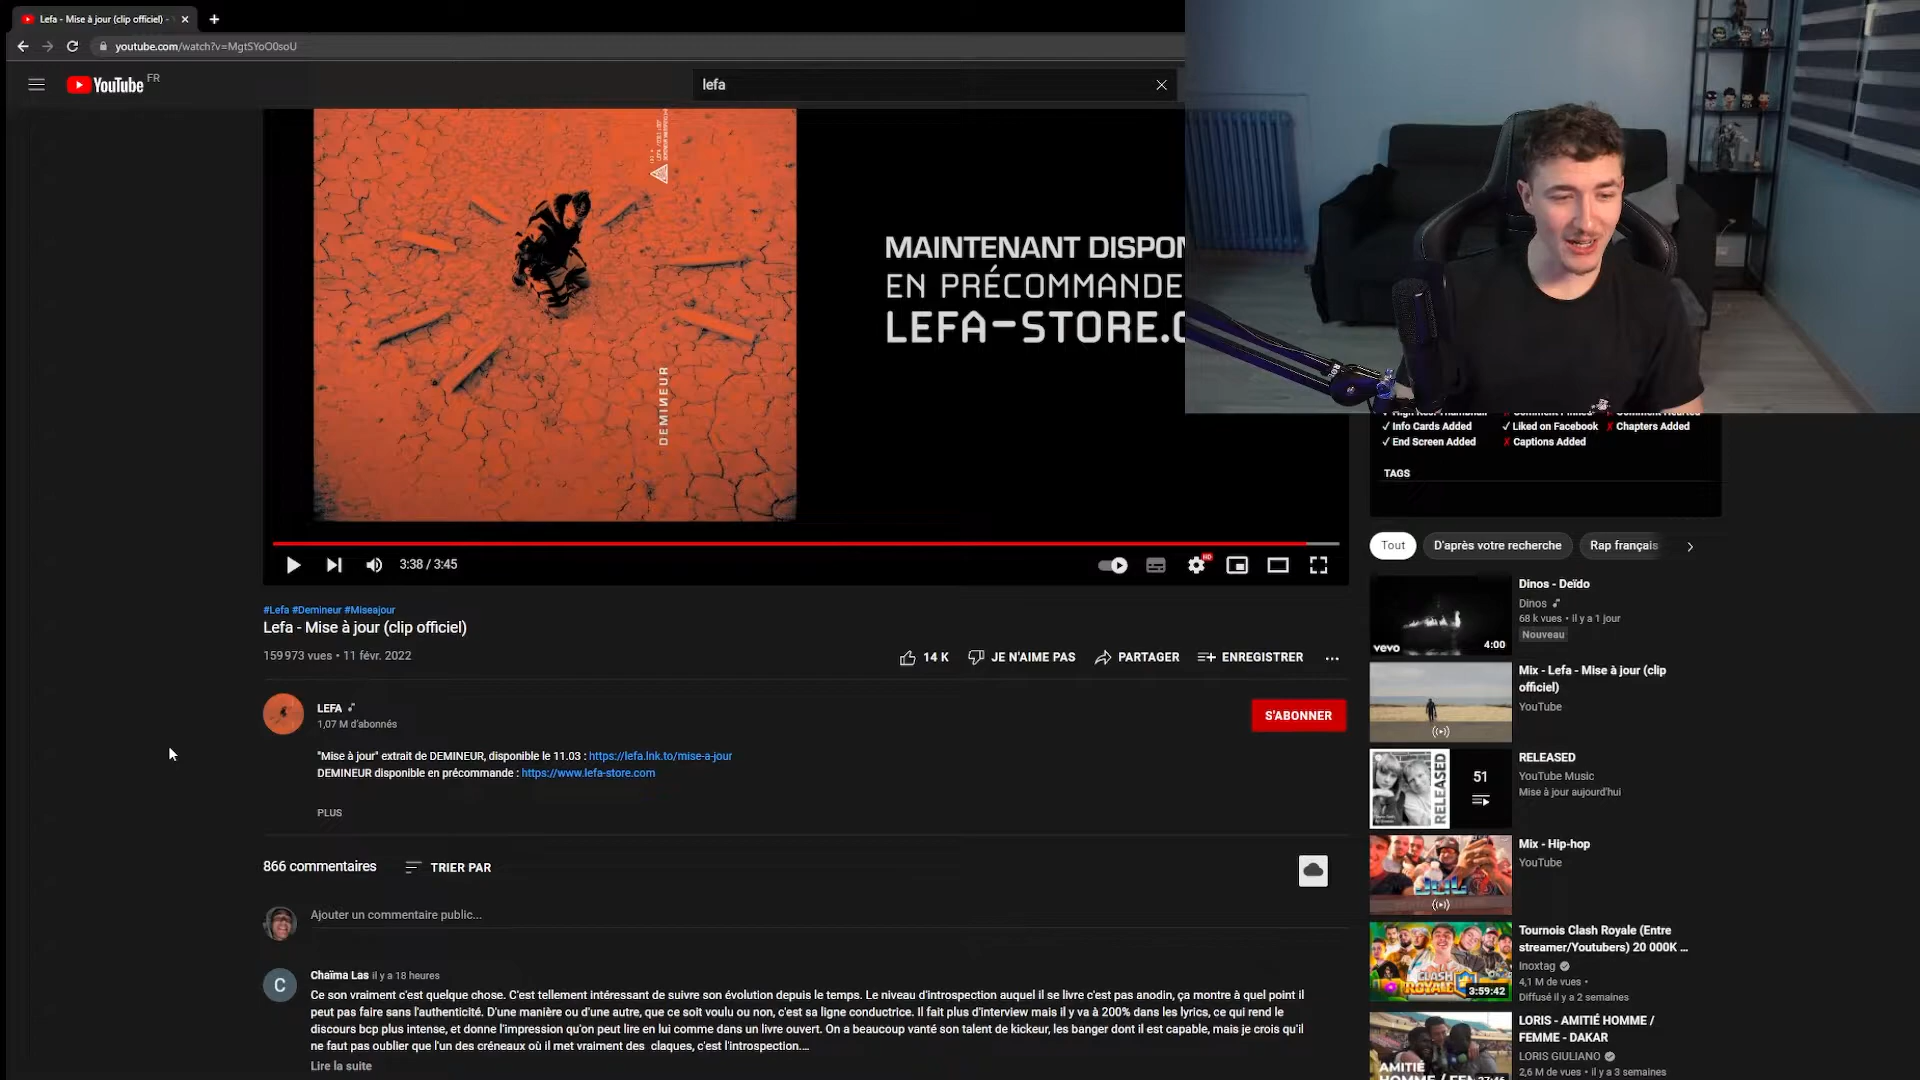 Lefa - Mise à jour (clip officiel) -
youtube.com/watch?v=MgtSYoO0soU
YouTube FR
lefa
MAINTENANT DISPON
EN PRÉCOMMANDE
LEFA-STORE.C
DEMINEUR
3:38 / 3:45
HD
#Lefa #Demineur #Miseajour
Lefa - Mise à jour (clip officiel)
159 973 vues • 11 févr. 2022
14 K
JE N'AIME PAS
PARTAGER
ENREGISTRER
LEFA
1,07 M d'abonnés
S'ABONNER
"Mise à jour" extrait de DEMINEUR, disponible le 11.03 : https://lefa.lnk.to/mise-a-jour
DEMINEUR disponible en précommande : https://www.lefa-store.com
PLUS
866 commentaires
TRIER PAR
Ajouter un commentaire public...
C
Chaïma Las il y a 18 heures
Ce son vraiment c'est quelque chose. C'est tellement intéressant de suivre son évolution depuis le temps. Le niveau d'introspection auquel il se livre c'est pas anodin, ça montre à quel point il
peut pas faire sans l'authenticité. D'une manière ou d'une autre, que ce soit voulu ou non, c'est sa ligne conductrice. Il fait plus d'interview mais il y va à 200% dans les lyrics, ce qui rend le
discours bcp plus intense, et donne l'impression qu'on peut lire en lui comme dans un livre ouvert. On a beaucoup vanté son talent de kickeur, les banger dont il est capable, mais je crois qu'il
ne faut pas oublier que l'un des créneaux où il met vraiment des claques, c'est l'introspection....
Lire la suite
Info Cards Added
Liked on Facebook
Chapters Added
End Screen Added
Captions Added
TAGS
Tout
D'après votre recherche
Rap français
Dinos - Deïdo
Dinos
68 k vues • il y a 1 jour
Nouveau
vevo
4:00
Mix - Lefa - Mise à jour (clip
officiel)
YouTube
RELEASED
YouTube Music
Mise à jour aujourd'hui
RELEASED
51
Mix - Hip-hop
YouTube
JUL
Tournois Clash Royale (Entre
streamer/Youtubers) 20 000K ...
Inoxtag
4,1 M de vues •
Diffusé il y a 2 semaines
CLASH
ROYALE
3:59:42
LORIS - AMITIÉ HOMME /
FEMME - DAKAR
LORIS GIULIANO
2,6 M de vues • il y a 3 semaines
AMITIÉ